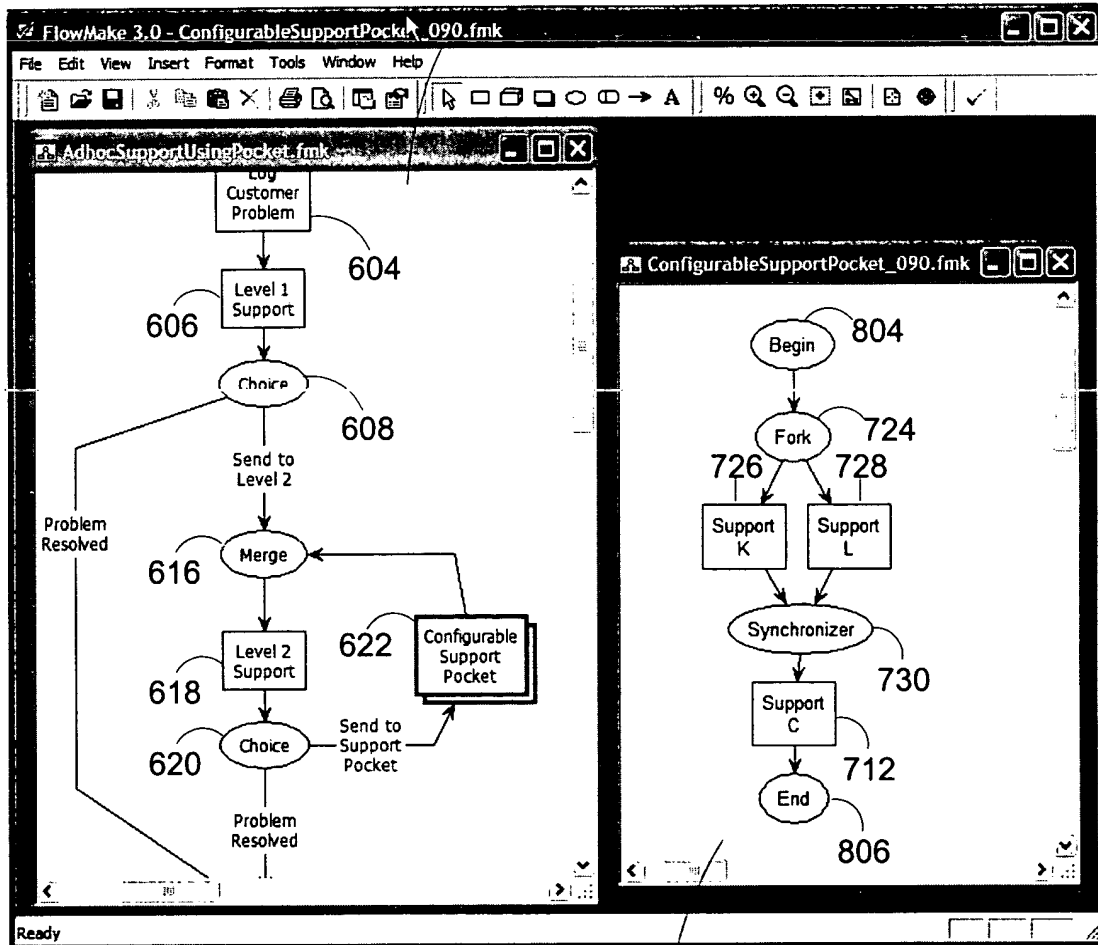 FlowMake 3.0 - ConfigurableSupportPocket_090.fmk
File Edit View Insert Format Tools Window Help
A %
AdhocSupportUsingPocket.fmk
Log
Customer
Problem
604
Level 1
Support
606
Choice
608
Send to
Level 2
Problem
Resolved
Merge
616
Configurable
Support
Pocket
622
Level 2
Support
618
Choice
620
Send to
Support
Pocket
Problem
Resolved
ConfigurableSupportPocket_090.fmk
Begin
804
Fork
724
726
728
Support
K
Support
L
Synchronizer
730
Support
C
712
End
806
Ready